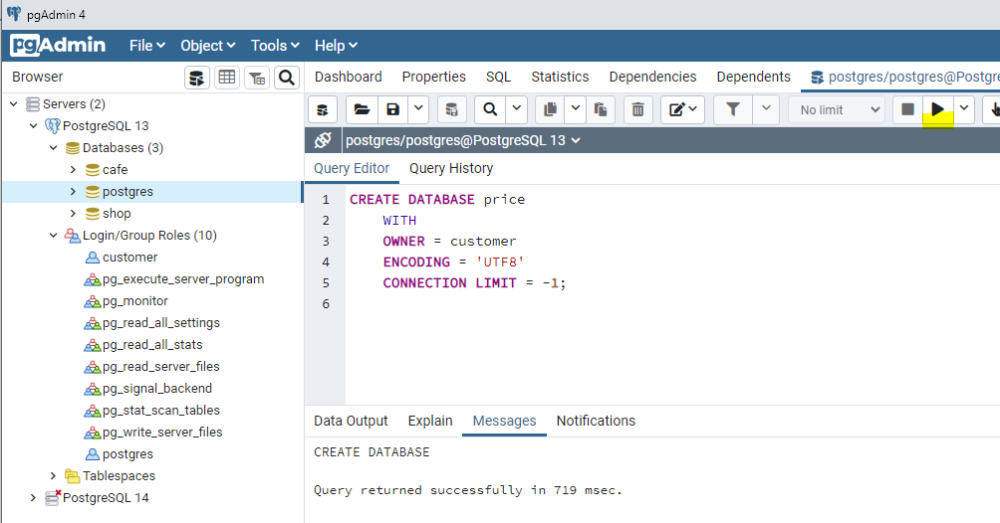 pgAdmin 4
pgAdmin File Object Tools Help
Browser
Dashboard Properties SQL Statistics Dependencies Dependents postgres/postgres@Postgre
Servers (2)
PostgreSQL 13
Databases (3)
cafe
postgres
shop
Login/Group Roles (10)
customer
pg_execute_server_program
pg_monitor
pg_read_all_settings
pg_read_all_stats
pg_read_server_files
pg_signal_backend
pg_stat_scan_tables
pg_write_server_files
postgres
Tablespaces
PostgreSQL 14
No limit
postgres/postgres@PostgreSQL 13
Query Editor Query History
1 CREATE DATABASE price
2 WITH
3 OWNER = customer
4 ENCODING = 'UTF8'
5 CONNECTION LIMIT = -1;
6
Data Output Explain Messages Notifications
CREATE DATABASE
Query returned successfully in 719 msec.